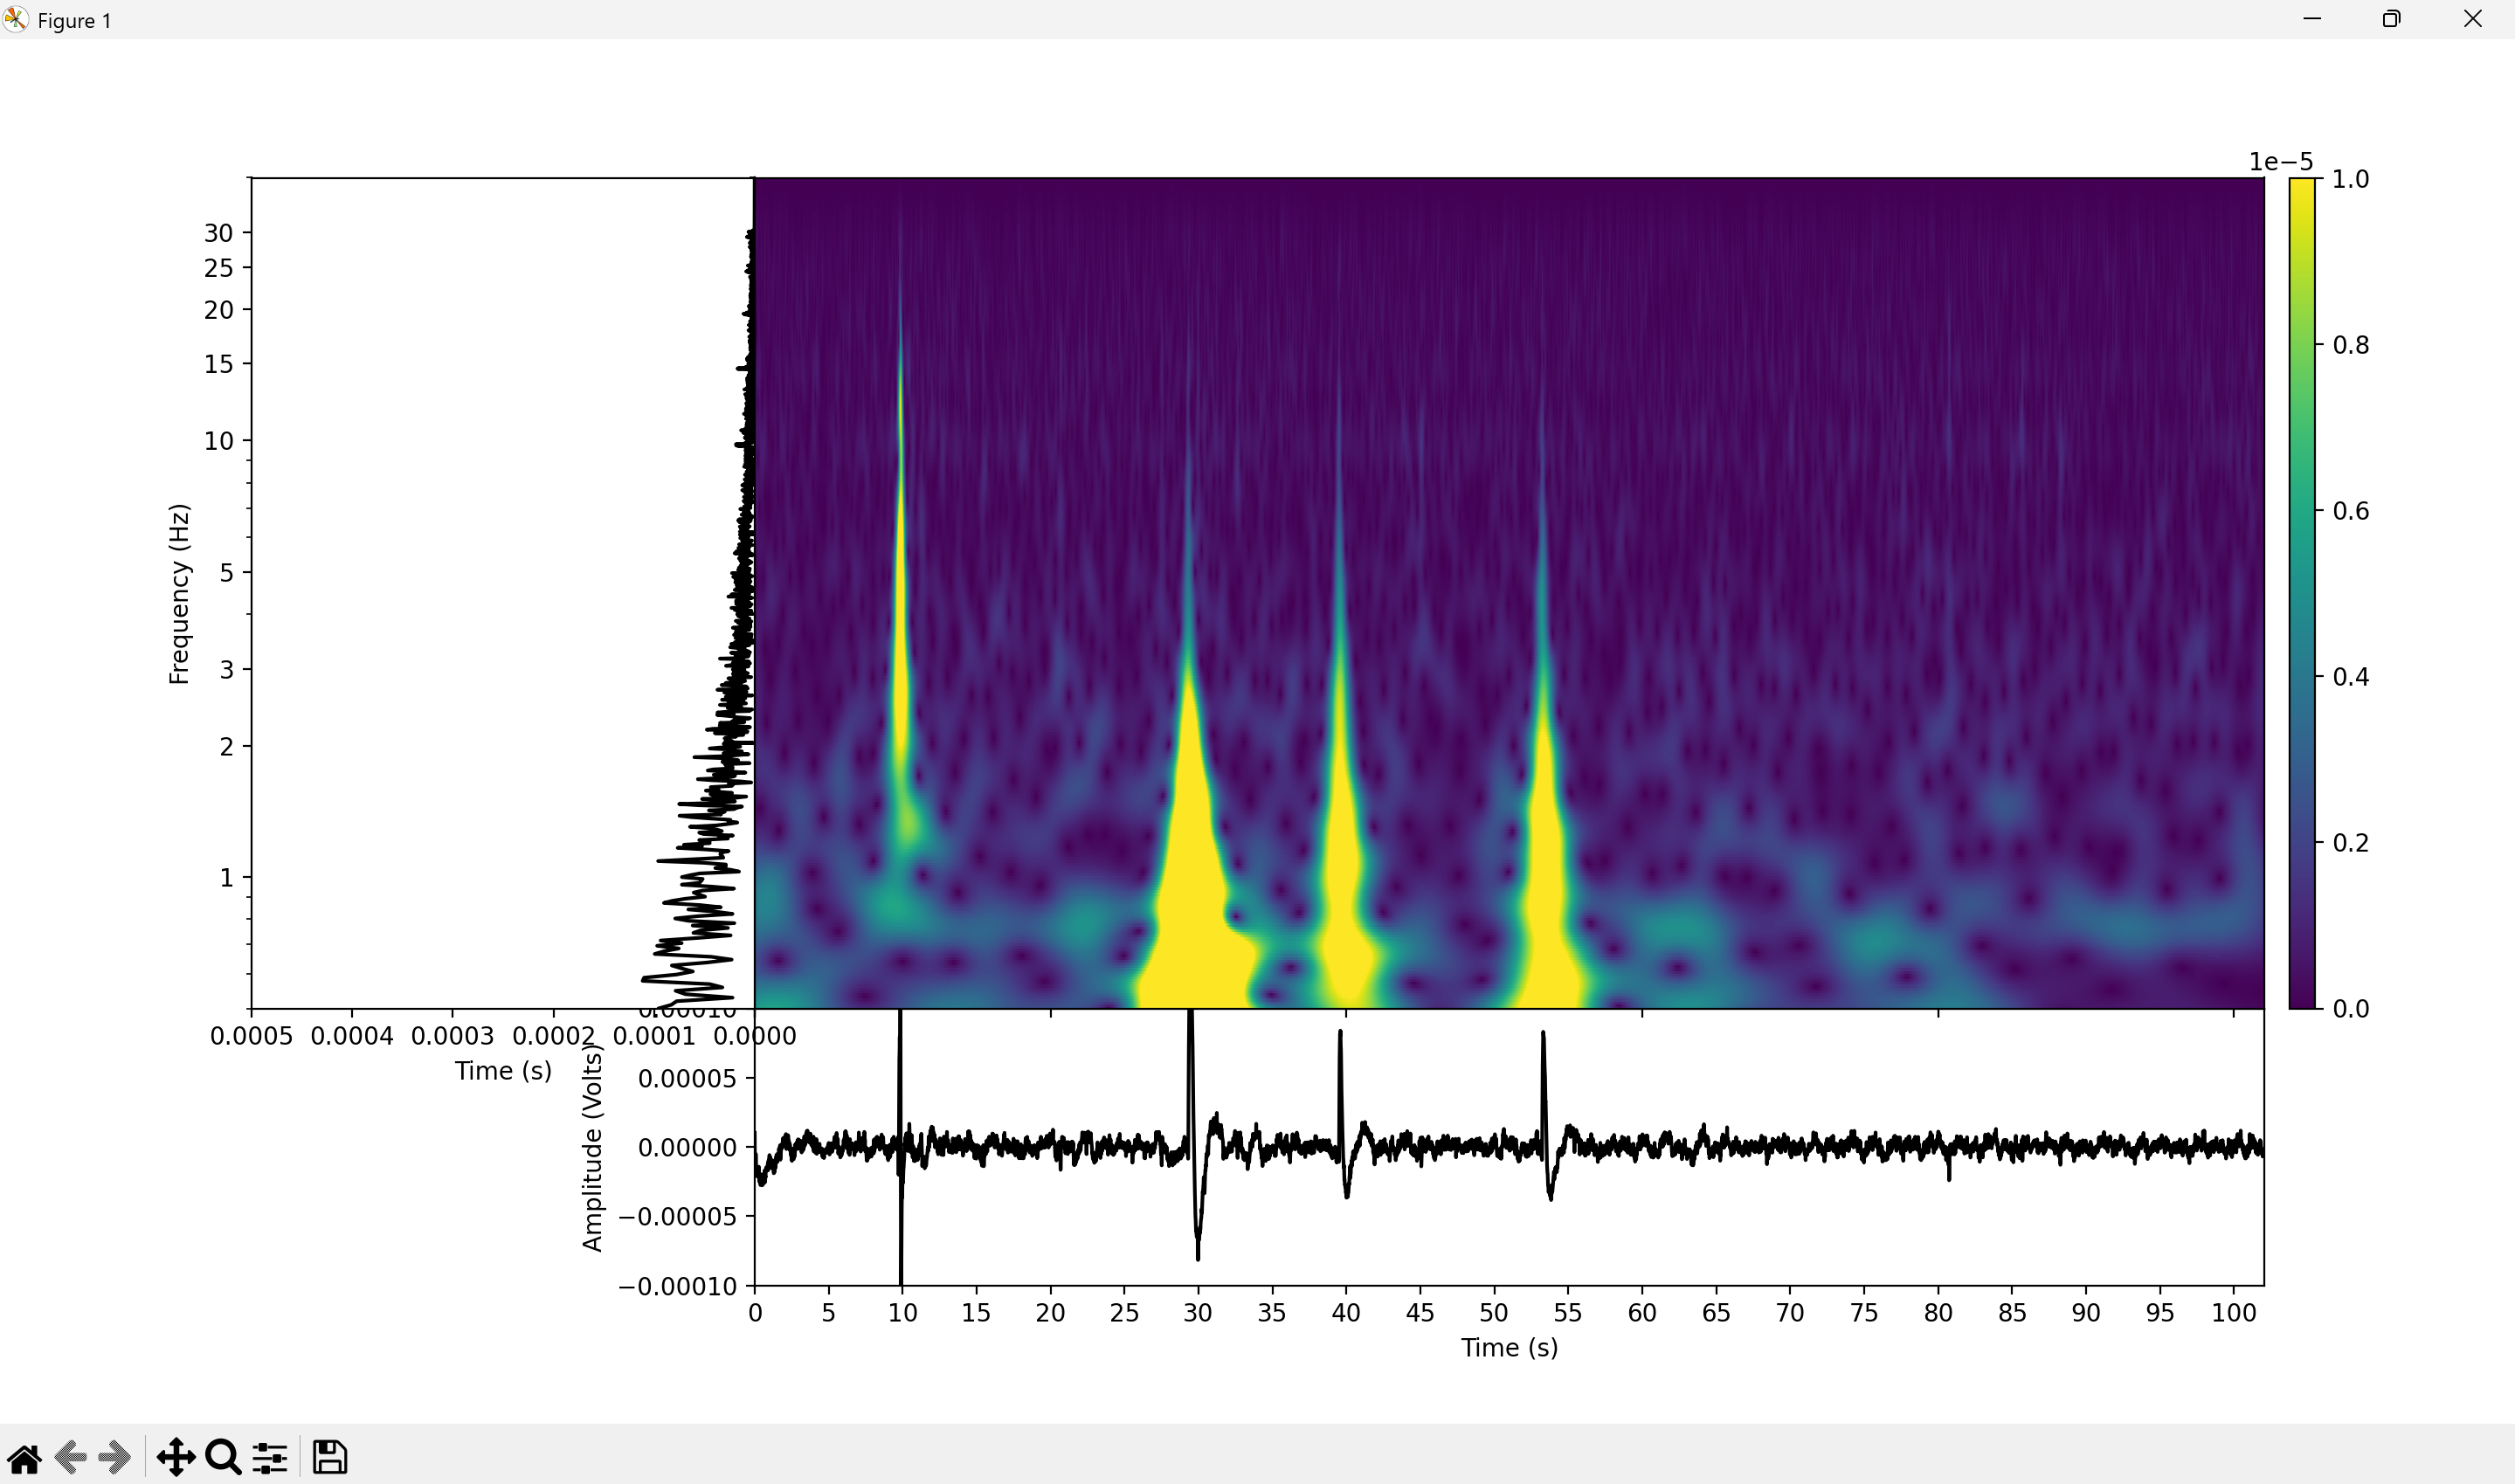 Figure 1
1e−5
30
25
20
15
10
5
3
2
1
Frequency (Hz)
0.0005 0.0004 0.0003 0.0002 0.0001 0.0000
Time (s)
1.0
0.8
0.6
0.4
0.2
0.0
0.00010
0.00005
0.00000
−0.00005
−0.00010
Amplitude (Volts)
0 5 10 15 20 25 30 35 40 45 50 55 60 65 70 75 80 85 90 95 100
Time (s)